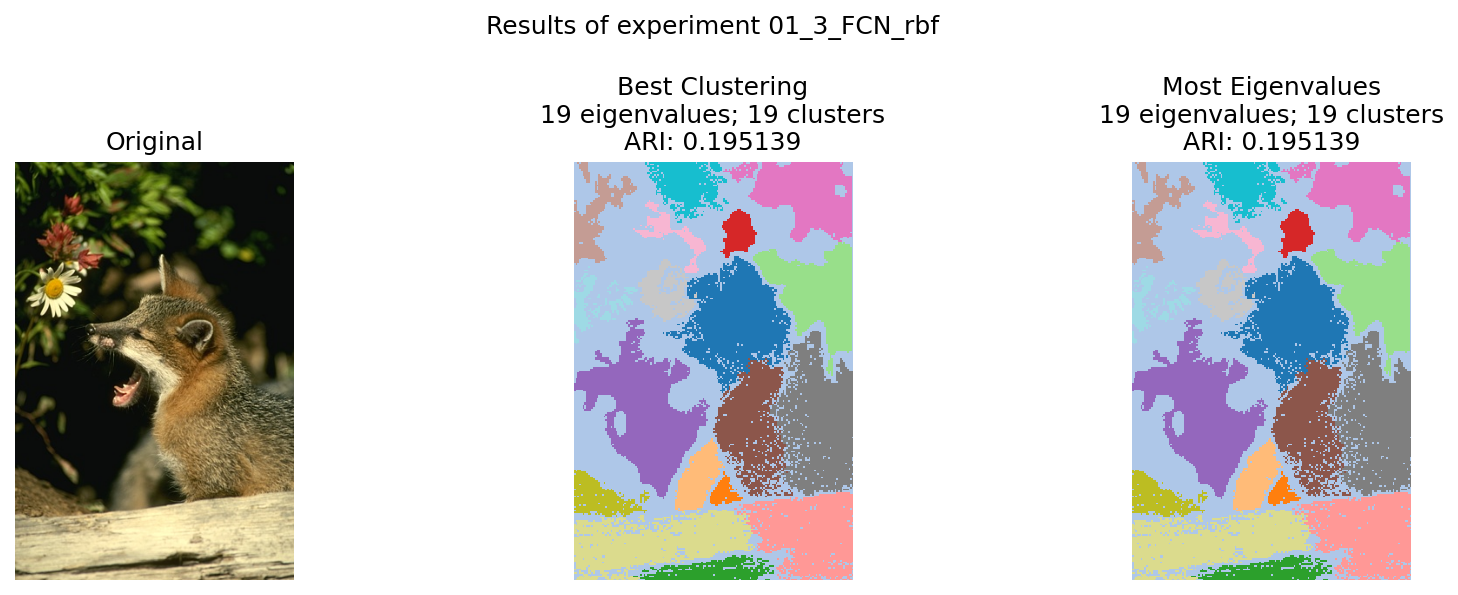 Results of experiment 01_3_FCN_rbf
Original
Best Clustering
19 eigenvalues; 19 clusters
ARI: 0.195139
Most Eigenvalues
19 eigenvalues; 19 clusters
ARI: 0.195139